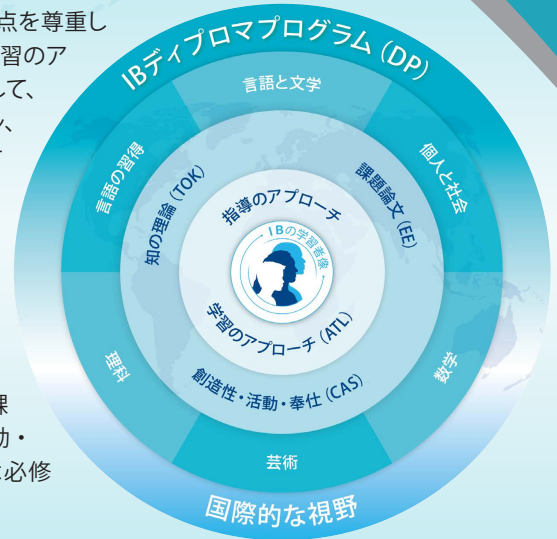 点を尊重し
習のア
て、
課
動・
必修
IBディプロマプログラム (DP)
言語と文学
言語の習得
個人と社会
知の理論 (TOK)
課題論文 (EE)
指導のアプローチ
IBの学習者像
学習のアプローチ (ATL)
創造性・活動・奉仕 (CAS)
理科
数学
芸術
国際的な視野